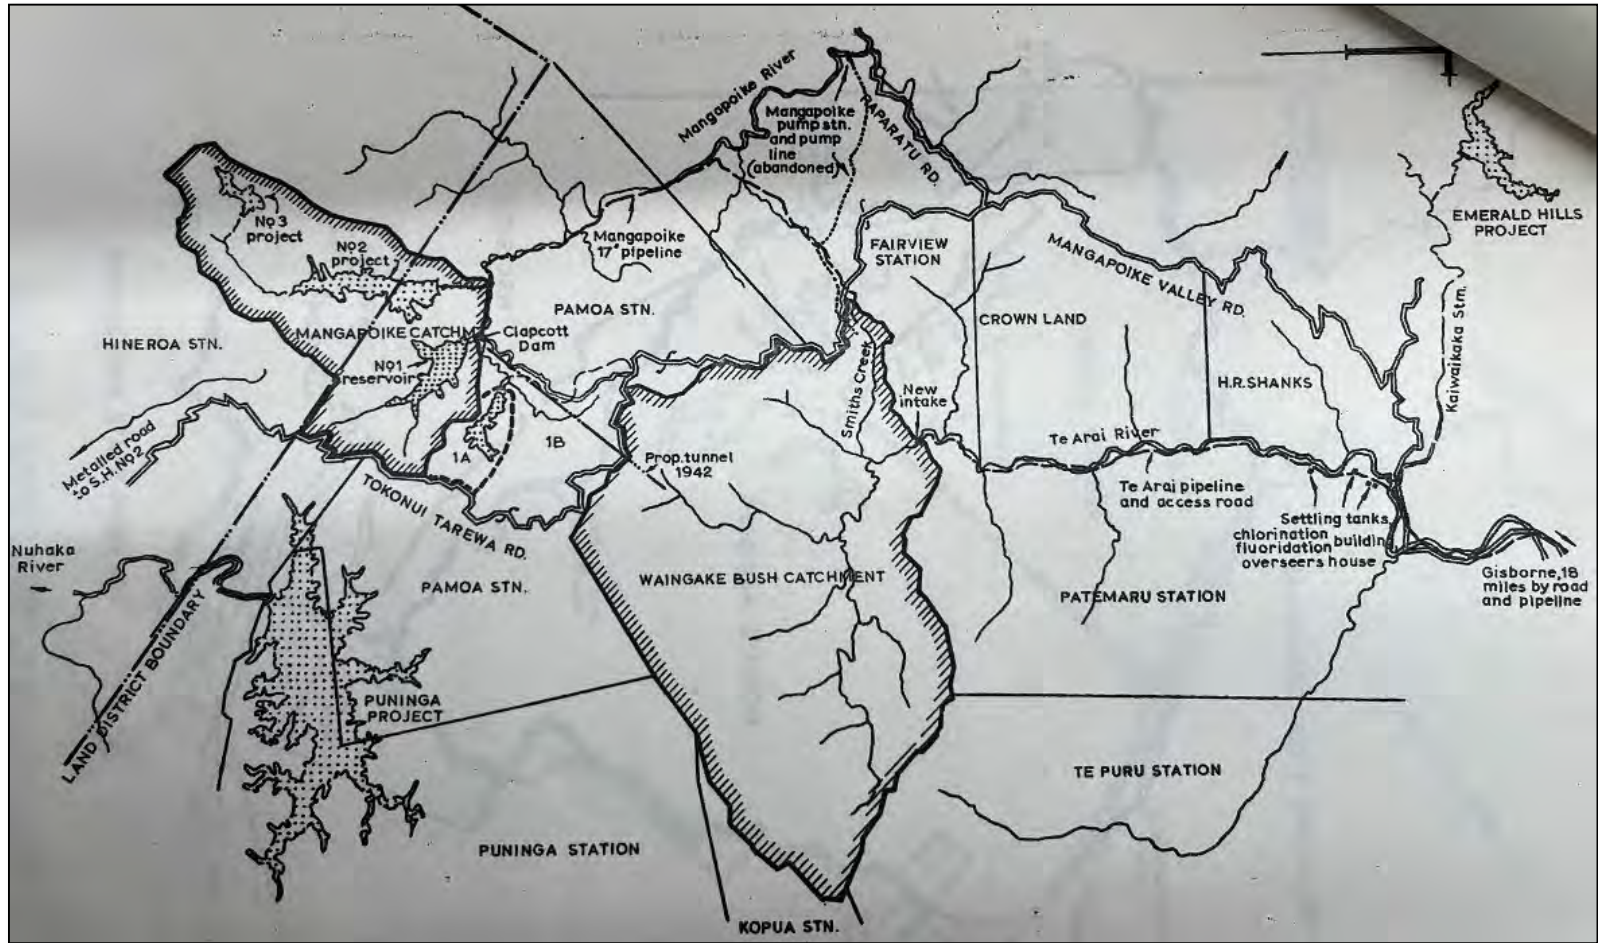 Mangapoike River
Mangapoike
pump stn.
and pump
line
(abandoned)
PAPARATU RD.
EMERALD HILLS
PROJECT
No3
project
No2
project
Mangapoike
17" pipeline
FAIRVIEW
STATION
MANGAPOIKE VALLEY RD.
Kaiwaikaka Stm.
PAMOA STN.
CROWN LAND
HINEROA STN.
MANGAPOIKE CATCHM
Clapcott
Dam
No1
reservoir
Smiths Creek
New
intake
H.R.SHANKS
Metalled road
to S.H. No2
1A
1B
Prop. tunnel
1942
Te Arai River
Te Arai pipeline
and access road
TOKONUI TAREWA RD.
Settling tanks,
chlorination
fluoridation building
overseers house
Nuhaka
River
PAMOA STN.
WAINGAKE BUSH CATCHMENT
PATEMARU STATION
Gisborne, 18
miles by road
and pipeline
LAND DISTRICT BOUNDARY
PUNINGA
PROJECT
TE PURU STATION
PUNINGA STATION
KOPUA STN.